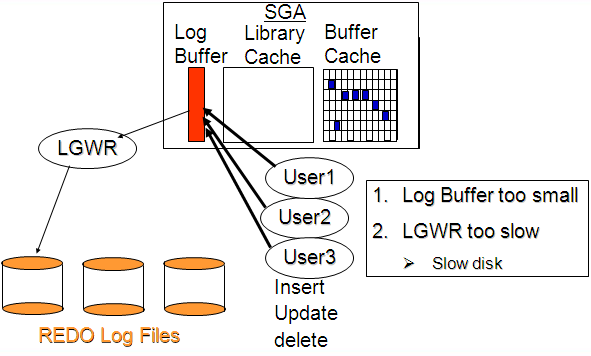 SGA
Log
Buffer
Library
Cache
Buffer
Cache
LGWR
User1
User2
User3
Insert
Update
delete
1. Log Buffer too small
2. LGWR too slow
➢ Slow disk
REDO Log Files